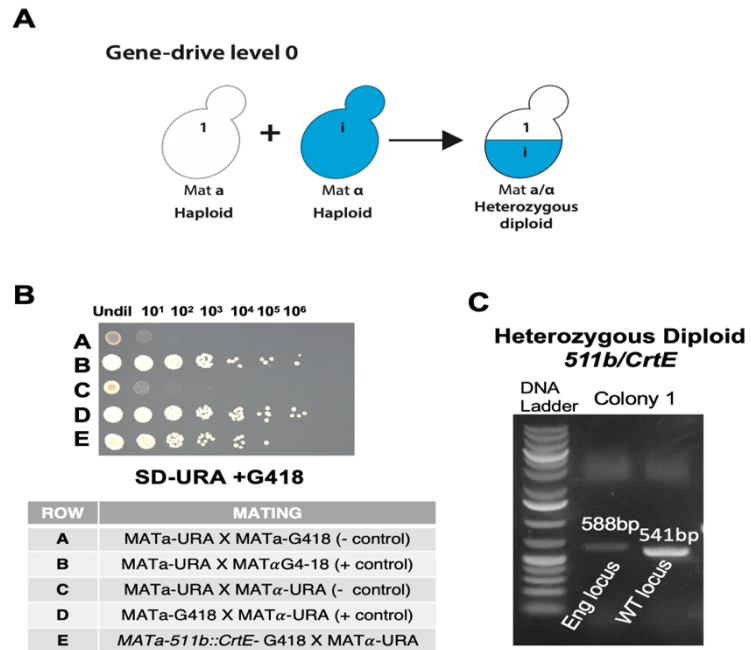 A
Gene-drive level 0
1
+
i
1
i
Mat a
Haploid
Mat α
Haploid
Mat a/α
Heterozygous
diploid
B
Undil 10¹ 10² 10³ 10⁴ 10⁵ 10⁶
A
B
C
D
E
SD-URA +G418
ROW MATING
A MATa-URA X MATa-G418 (- control)
B MATa-URA X MATαG4-18 (+ control)
C MATa-URA X MATα-URA (- control)
D MATa-G418 X MATα-URA (+ control)
E MATa-511b::CrtE- G418 X MATα-URA
C
Heterozygous Diploid
511b/CrtE
DNA
Ladder
Colony 1
588bp
541bp
Eng locus
WT locus